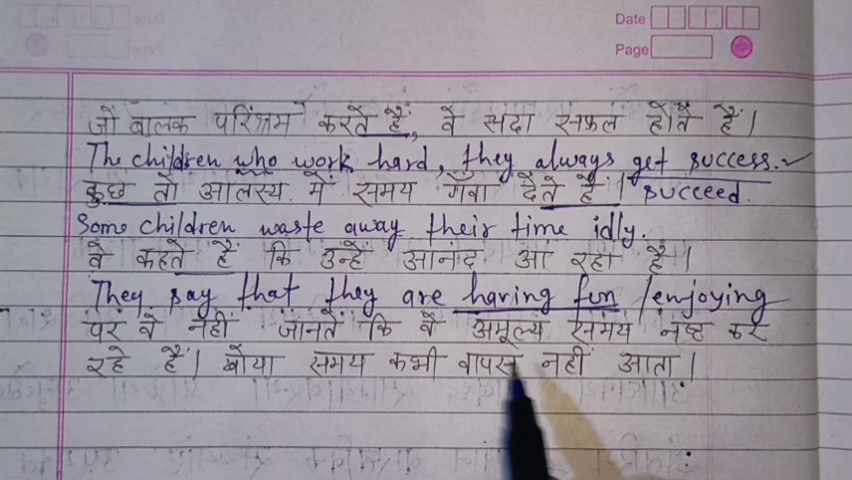 Date
Page
जो बालक परिश्रम करते हैं, वे सदा सफल होते हैं।
The children who work hard, they always get success.
कुछ तो आलस्य में समय गँवा देते हैं। succeed.
Some children waste away their time idly.
वे कहते हैं कि उन्हें आनंद आ रहा है।
They say that they are having fun /enjoying
पर वे नहीं जानते कि वे अमूल्य समय नष्ट कर
रहे हैं। खोया समय कभी वापस नहीं आता।